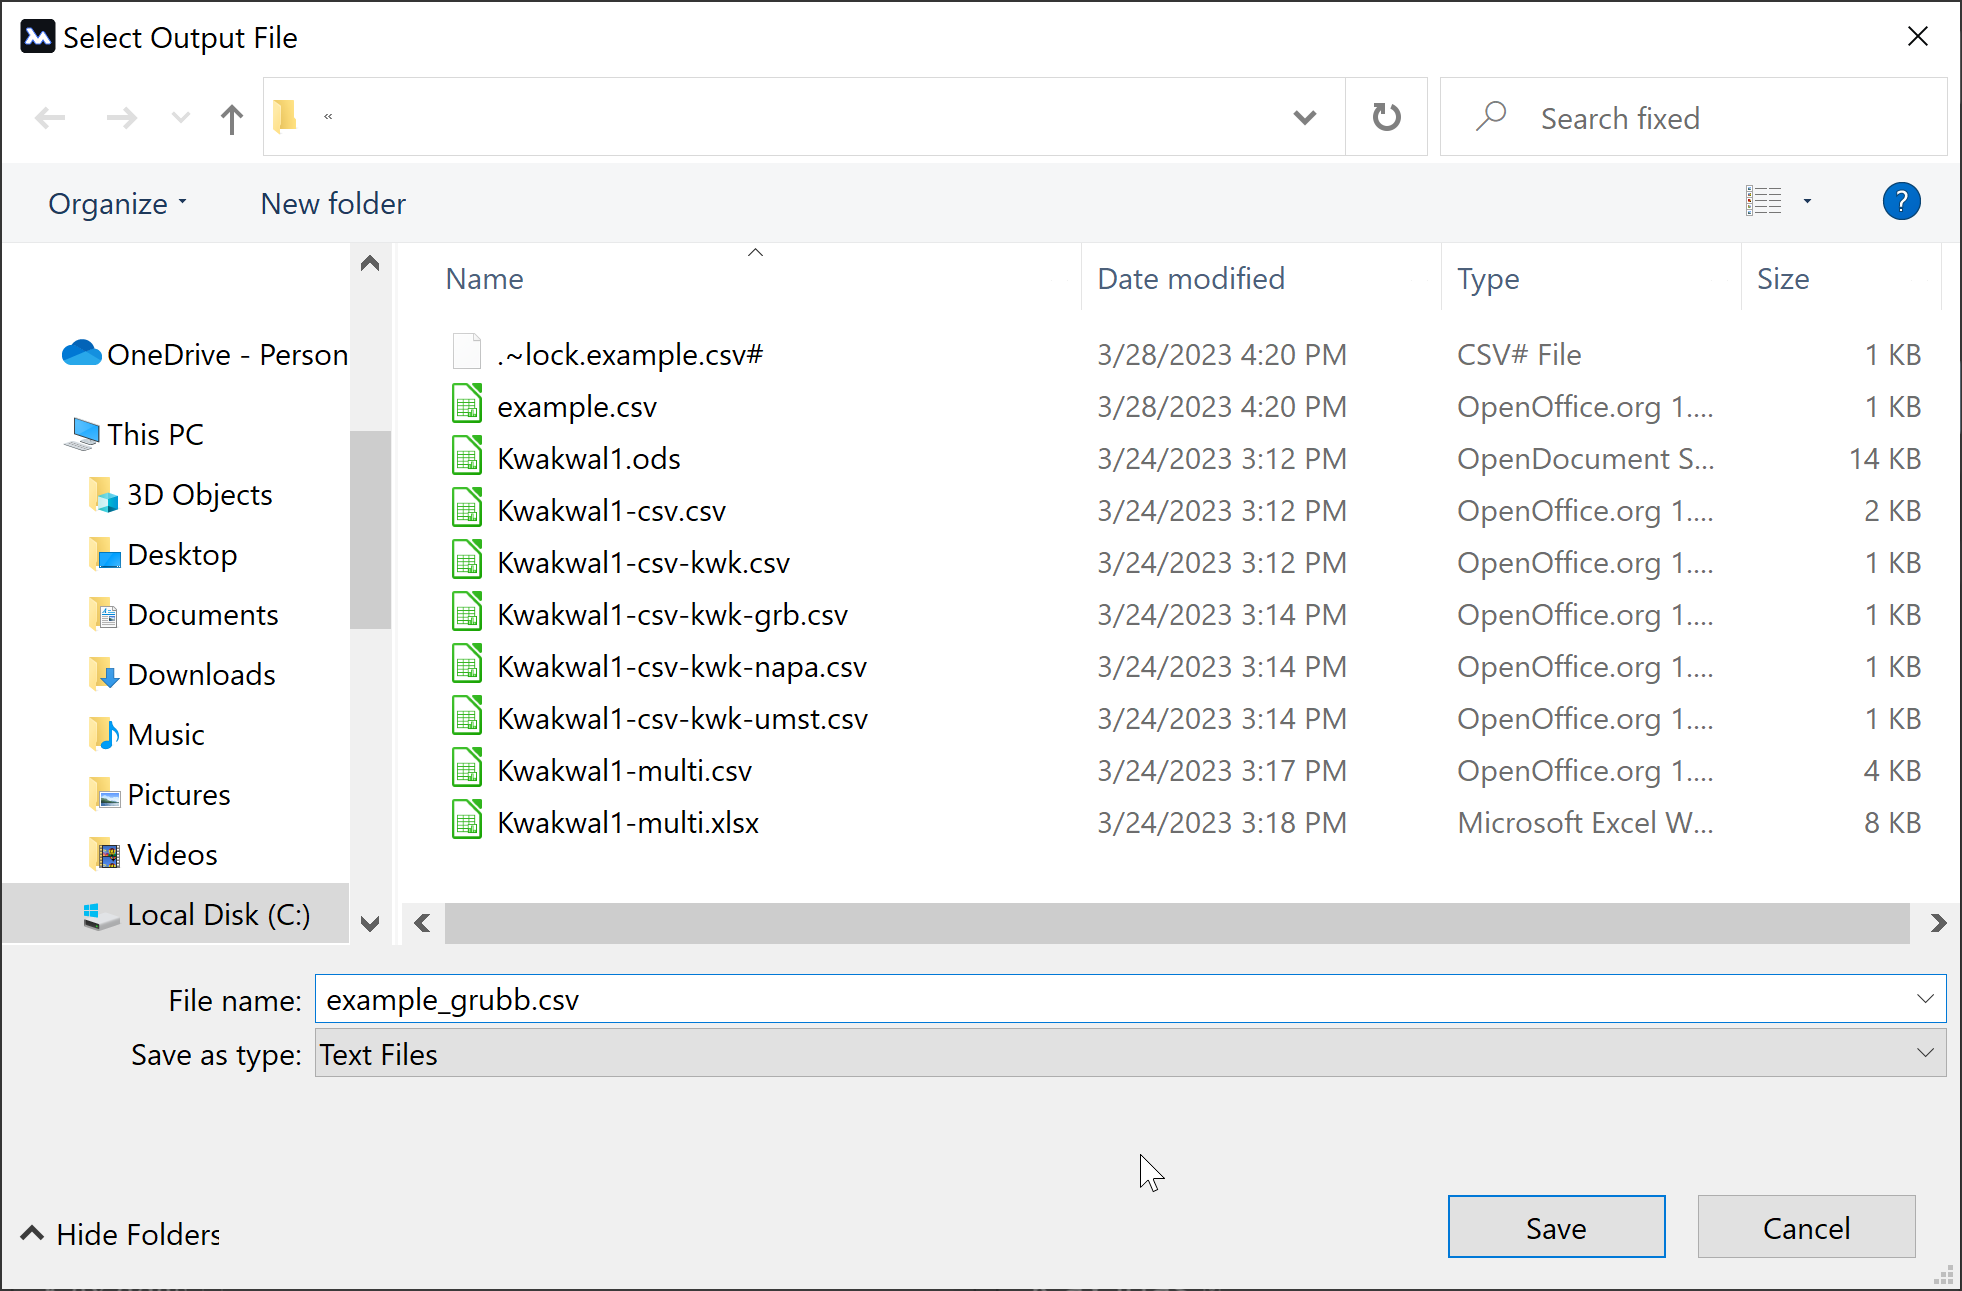 Select Output File
«
Search fixed
Organize
New folder
?
Name Date modified Type Size
OneDrive - Person
This PC
3D Objects
Desktop
Documents
Downloads
Music
Pictures
Videos
Local Disk (C:)
.~lock.example.csv# 3/28/2023 4:20 PM CSV# File 1 KB
example.csv 3/28/2023 4:20 PM OpenOffice.org 1.... 1 KB
Kwakwal1.ods 3/24/2023 3:12 PM OpenDocument S... 14 KB
Kwakwal1-csv.csv 3/24/2023 3:12 PM OpenOffice.org 1.... 2 KB
Kwakwal1-csv-kwk.csv 3/24/2023 3:12 PM OpenOffice.org 1.... 1 KB
Kwakwal1-csv-kwk-grb.csv 3/24/2023 3:14 PM OpenOffice.org 1.... 1 KB
Kwakwal1-csv-kwk-napa.csv 3/24/2023 3:14 PM OpenOffice.org 1.... 1 KB
Kwakwal1-csv-kwk-umst.csv 3/24/2023 3:14 PM OpenOffice.org 1.... 1 KB
Kwakwal1-multi.csv 3/24/2023 3:17 PM OpenOffice.org 1.... 4 KB
Kwakwal1-multi.xlsx 3/24/2023 3:18 PM Microsoft Excel W... 8 KB
File name: example_grubb.csv
Save as type: Text Files
Hide Folders
Save
Cancel